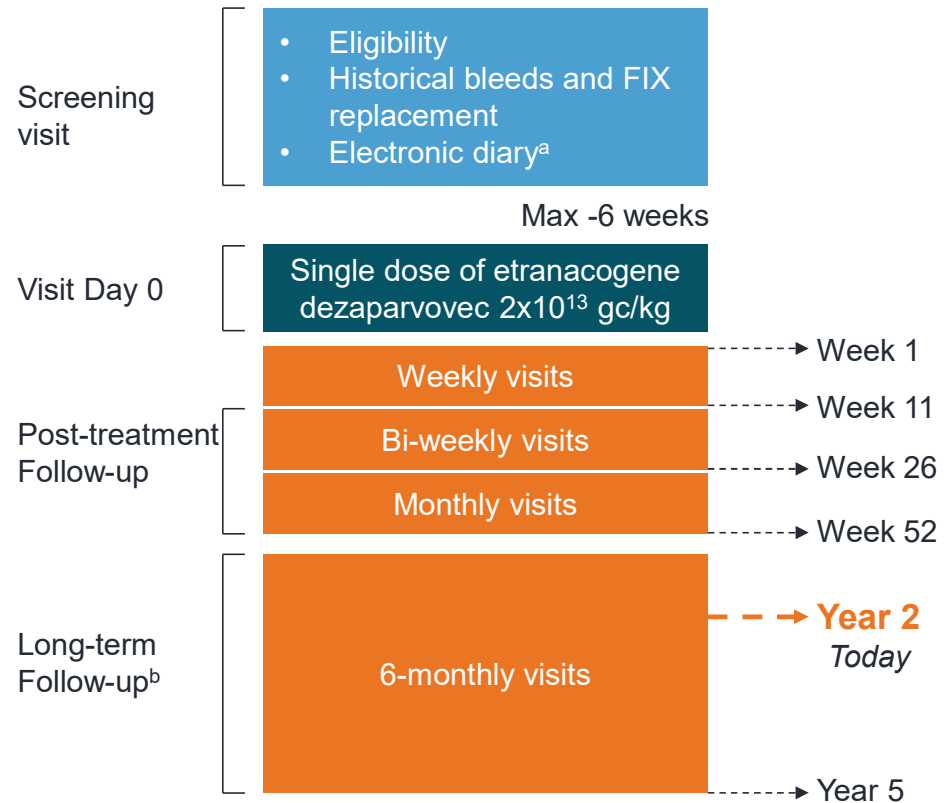 Screening
visit
• Eligibility
• Historical bleeds and FIX
replacement
• Electronic diaryᵃ
Max -6 weeks
Visit Day 0
Single dose of etranacogene
dezaparvovec 2x10¹³ gc/kg
Week 1
Weekly visits
Week 11
Post-treatment
Follow-up
Bi-weekly visits
Week 26
Monthly visits
Week 52
Long-term
Follow-upᵇ
6-monthly visits
Year 2
Today
Year 5